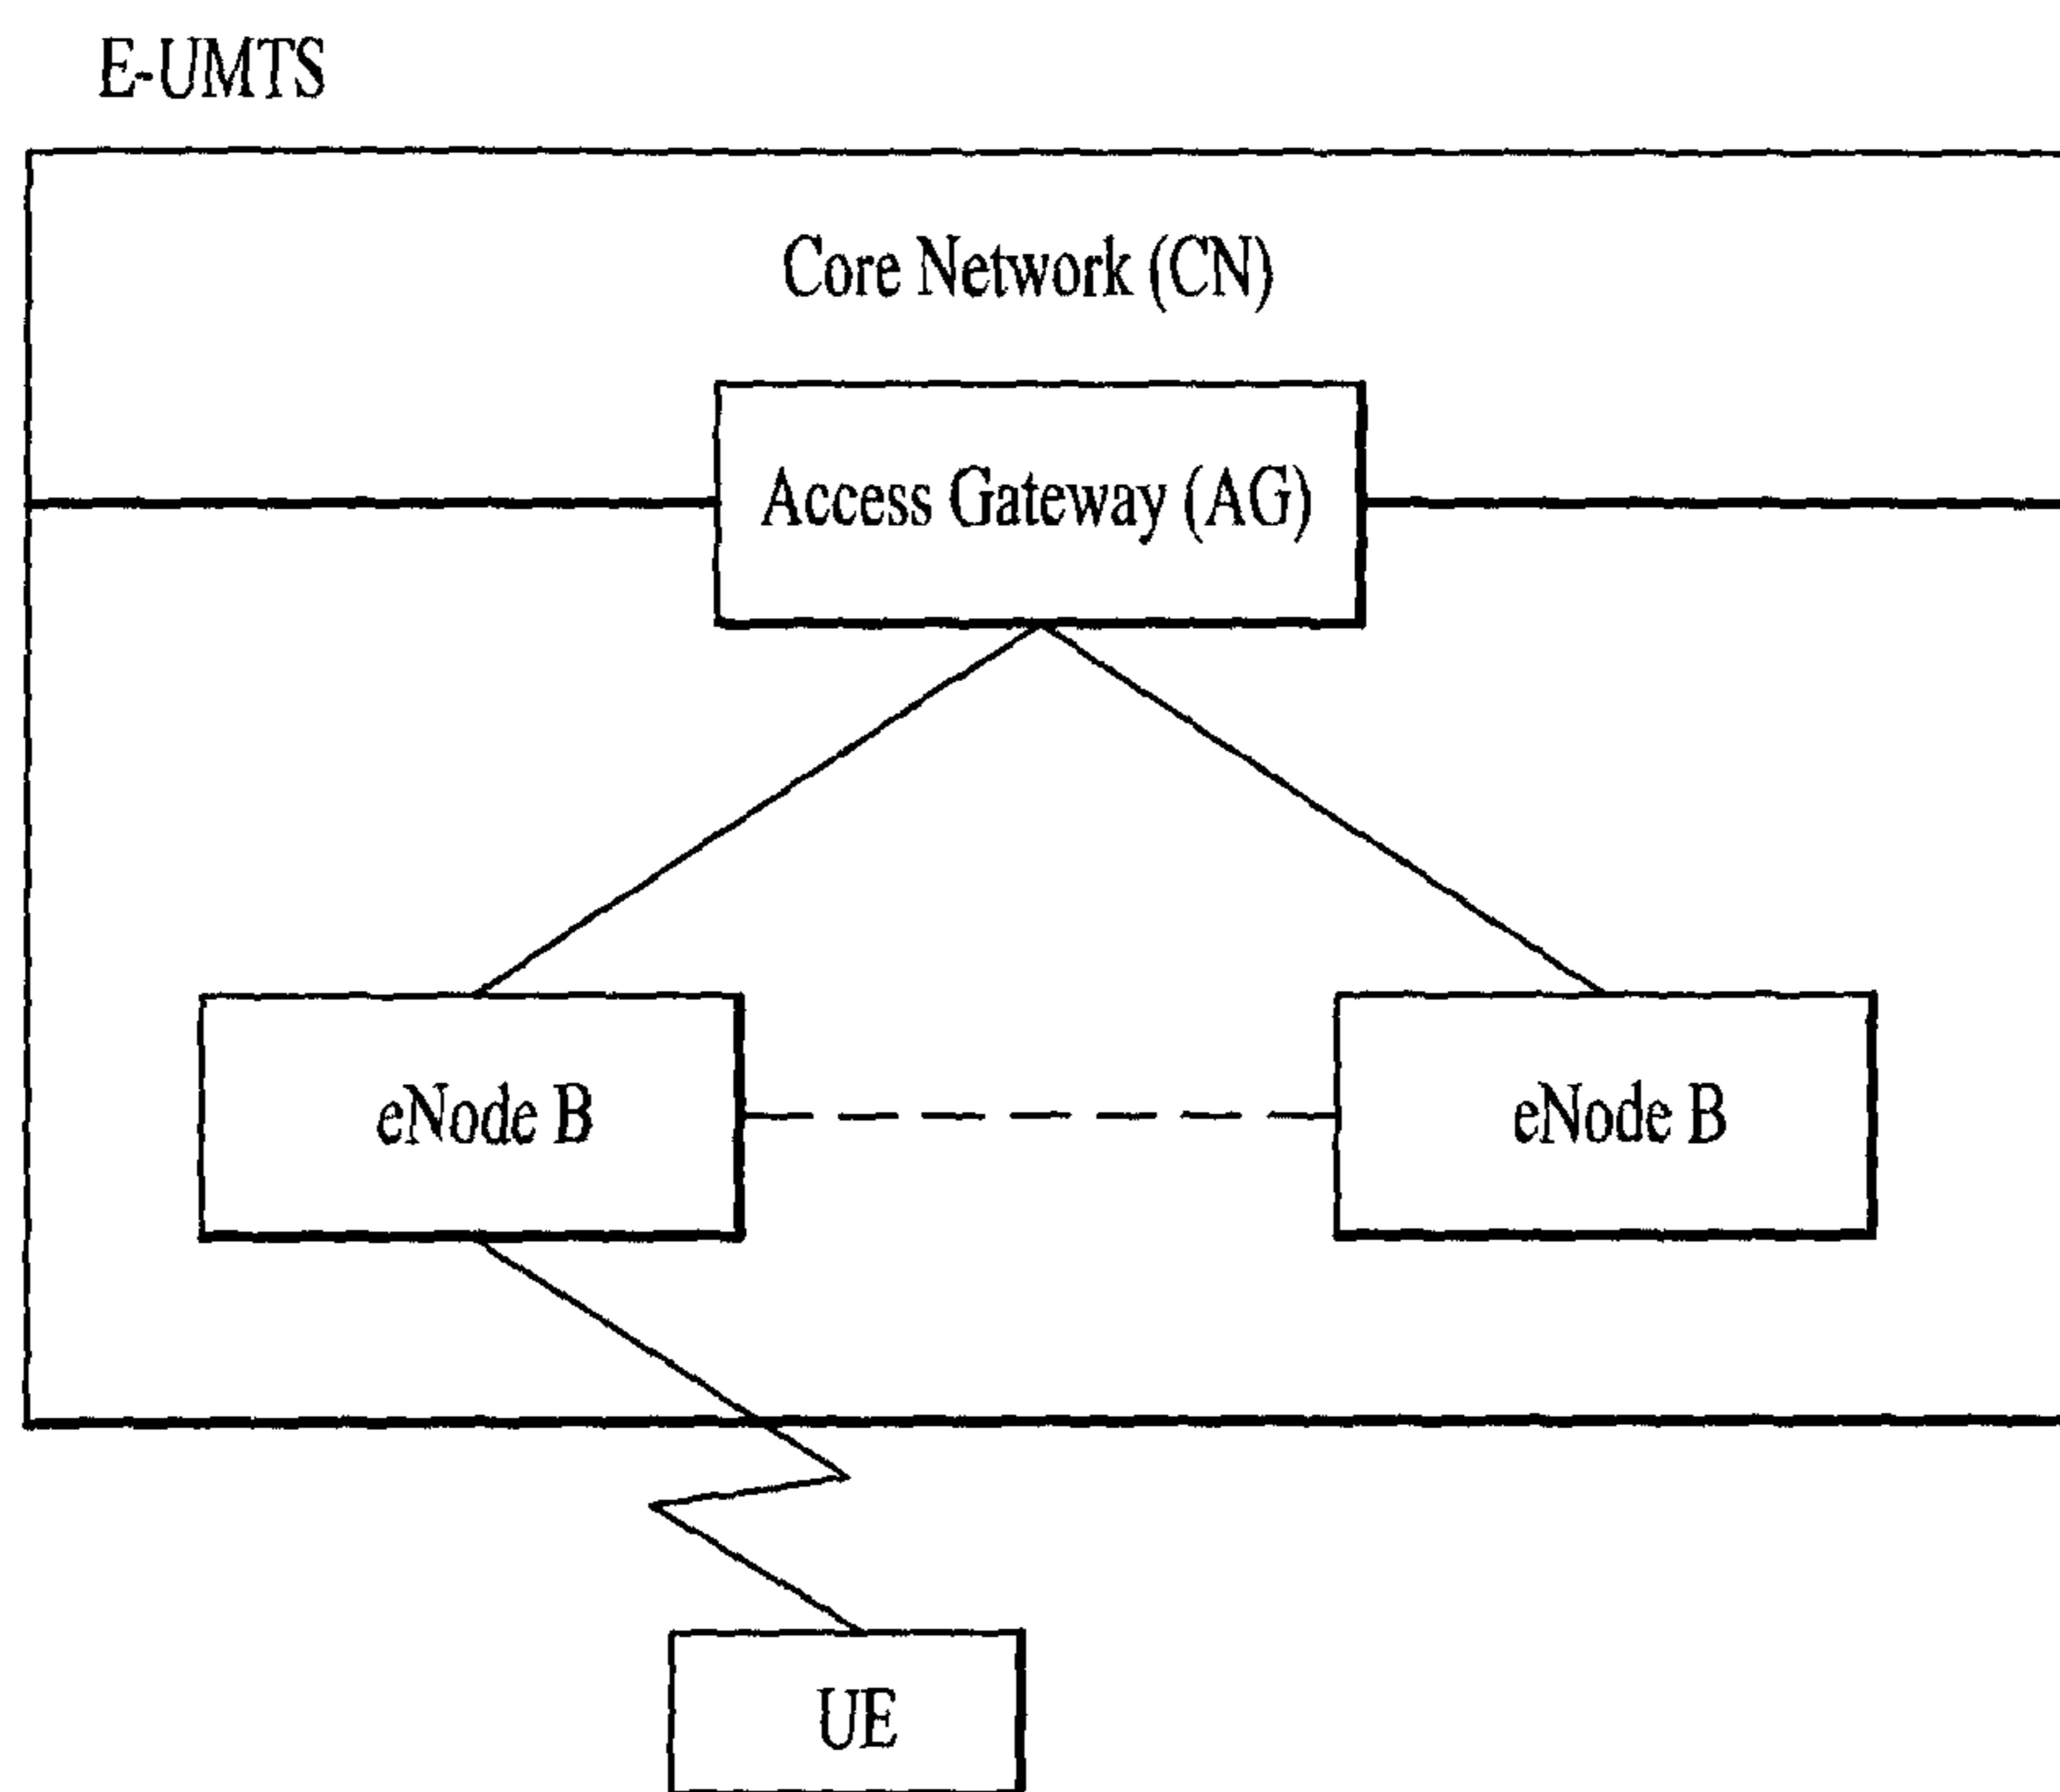 E-UMTS
Core Network (CN)
Access Gateway (AG)
eNode B
eNode B
UE